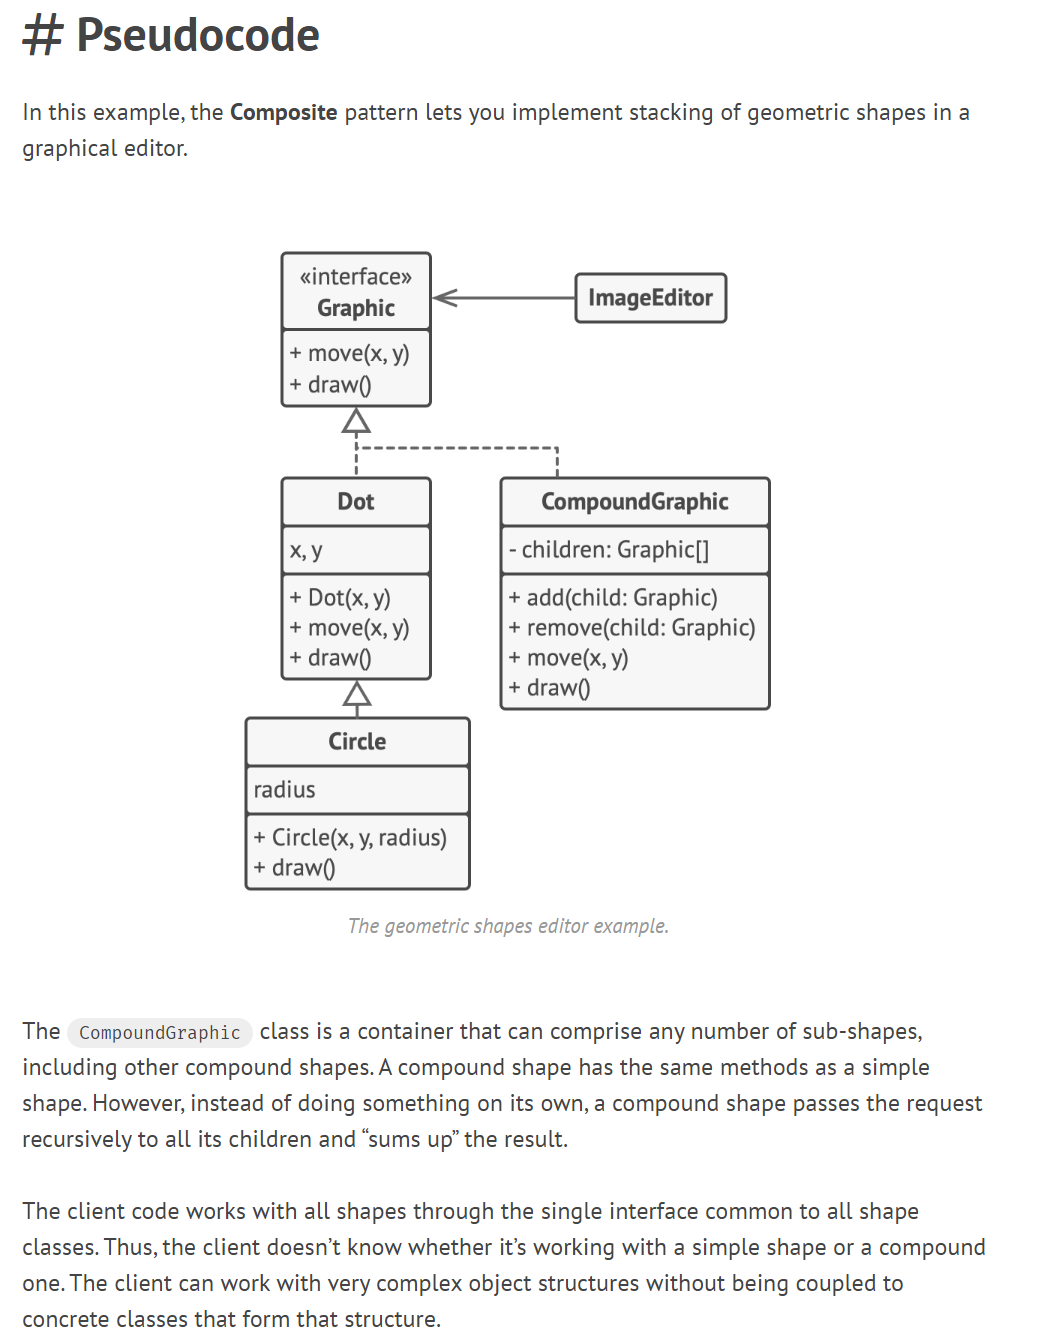 # Pseudocode
In this example, the Composite pattern lets you implement stacking of geometric shapes in a
graphical editor.
«interface»
Graphic
+ move(x, y)
+ draw()
ImageEditor
Dot
x, y
+ Dot(x, y)
+ move(x, y)
+ draw()
CompoundGraphic
- children: Graphic[]
+ add(child: Graphic)
+ remove(child: Graphic)
+ move(x, y)
+ draw()
Circle
radius
+ Circle(x, y, radius)
+ draw()
The geometric shapes editor example.
The CompoundGraphic class is a container that can comprise any number of sub-shapes,
including other compound shapes. A compound shape has the same methods as a simple
shape. However, instead of doing something on its own, a compound shape passes the request
recursively to all its children and “sums up” the result.
The client code works with all shapes through the single interface common to all shape
classes. Thus, the client doesn’t know whether it’s working with a simple shape or a compound
one. The client can work with very complex object structures without being coupled to
concrete classes that form that structure.